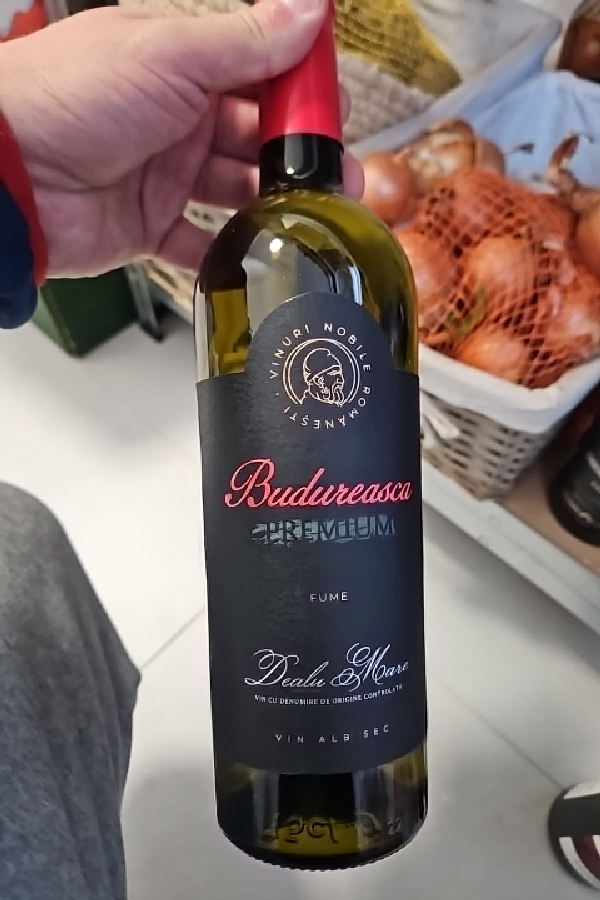 VINURI NOBILE ROMÂNEȘTI
Budureasca
PREMIUM
FUME
Dealu Mare
VIN CU DENUMIRE DE ORIGINE CONTROLATĂ
VIN ALB SEC